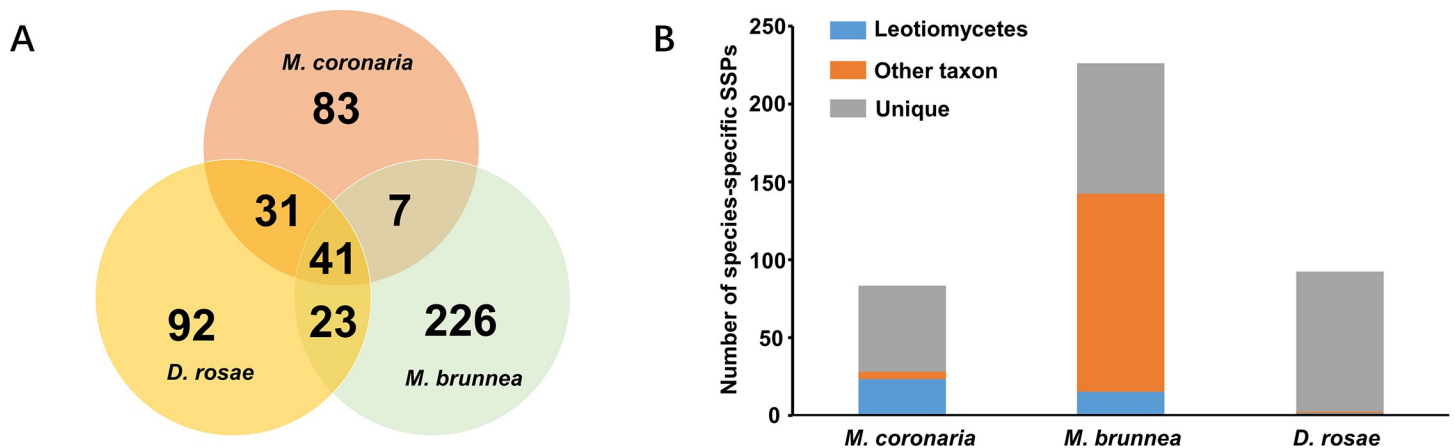 A
M. coronaria
83
31
7
41
92
23
226
D. rosae
M. brunnea
B
Number of species-specific SSPs
250
200
150
100
50
0
Leotiomycetes
Other taxon
Unique
M. coronaria
M. brunnea
D. rosae